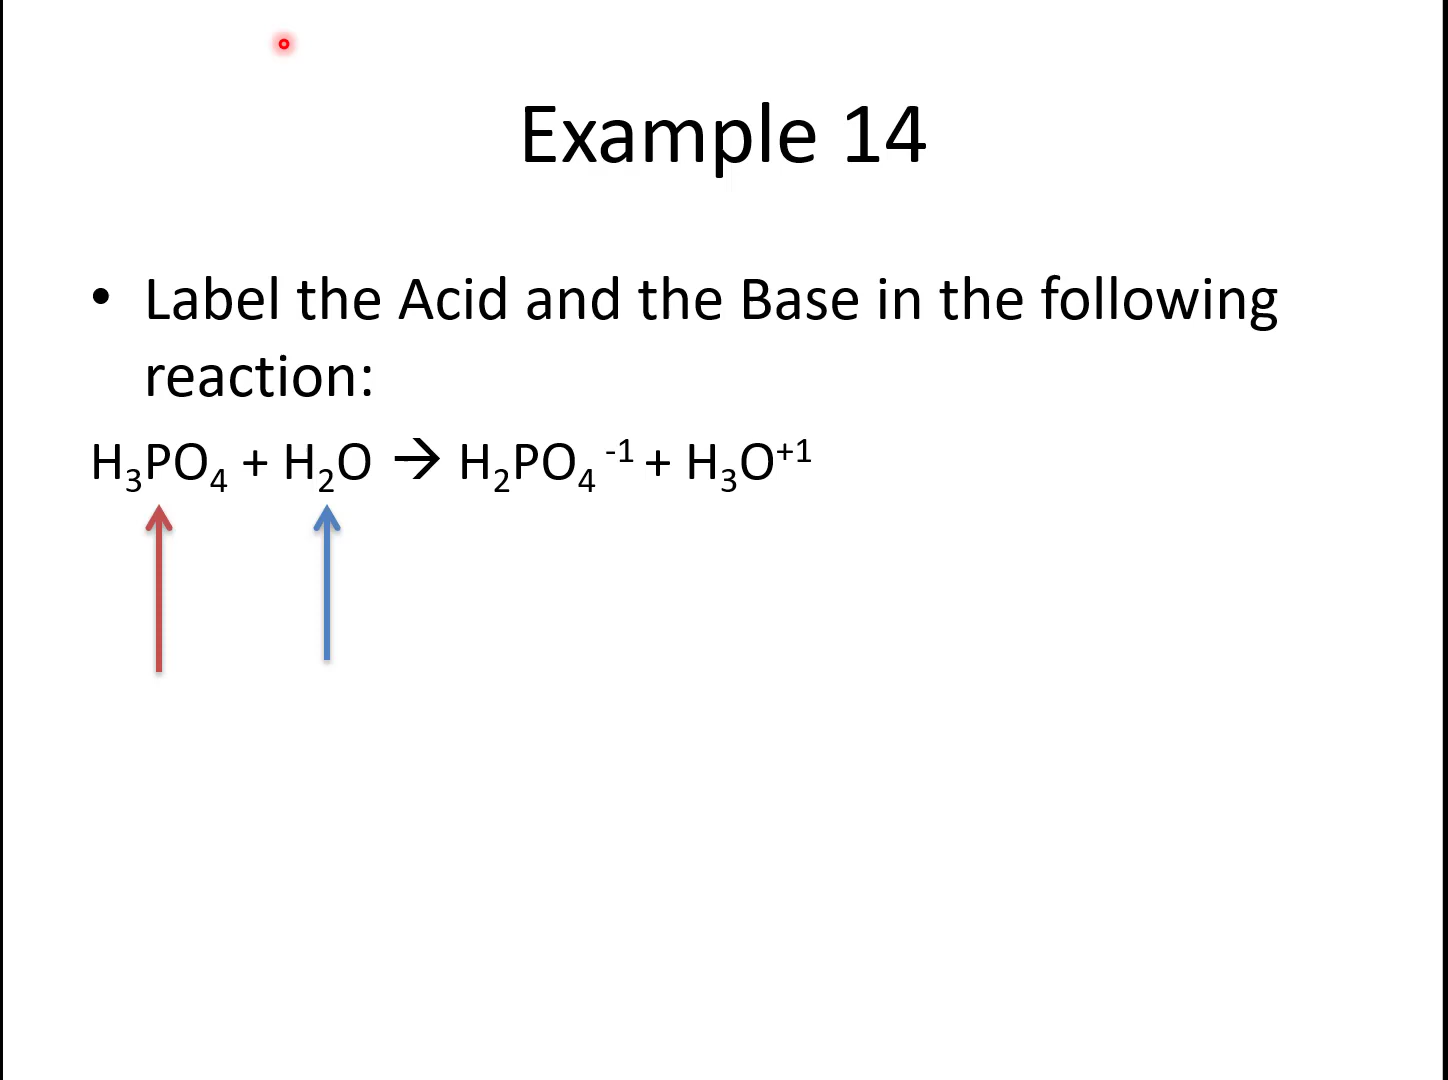 Example 14
• Label the Acid and the Base in the following
reaction:
H₃PO₄ + H₂O → H₂PO₄ ⁻¹ + H₃O⁺¹